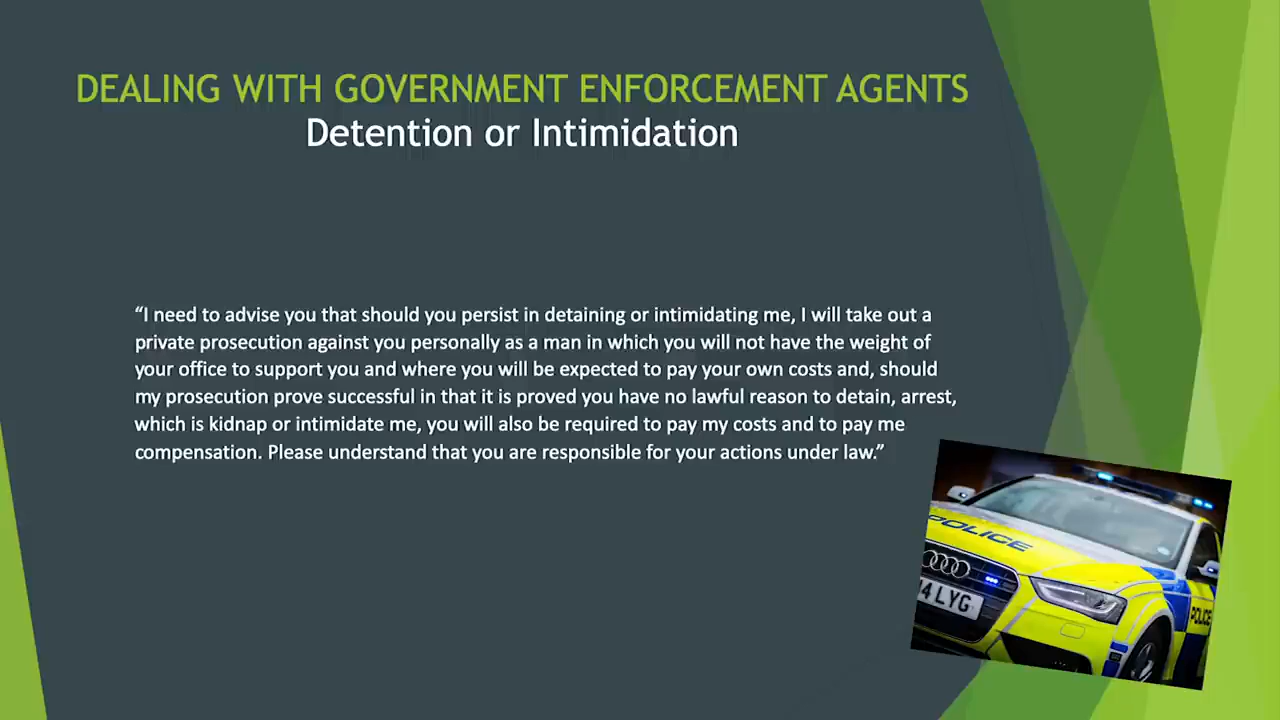 DEALING WITH GOVERNMENT ENFORCEMENT AGENTS
Detention or Intimidation
“I need to advise you that should you persist in detaining or intimidating me, I will take out a
private prosecution against you personally as a man in which you will not have the weight of
your office to support you and where you will be expected to pay your own costs and, should
my prosecution prove successful in that it is proved you have no lawful reason to detain, arrest,
which is kidnap or intimidate me, you will also be required to pay my costs and to pay me
compensation. Please understand that you are responsible for your actions under law.”
POLICE
4 LYG
POLICE